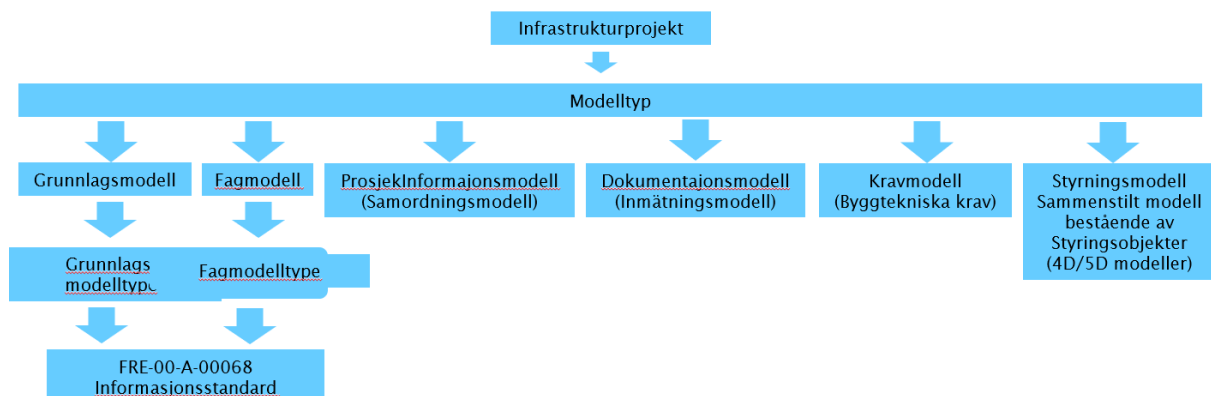 Infrastrukturprojekt
Modelltyp
Grunnlagsmodell
Fagmodell
ProsjekInformajonsmodell
(Samordningsmodell)
Dokumentajonsmodell
(Inmätningsmodell)
Kravmodell
(Byggtekniska krav)
Styrningsmodell
Sammenstilt modell
bestående av
Styringsobjekter
(4D/5D modeller)
Grunnlags
modelltype
Fagmodelltype
FRE-00-A-00068
Informasjonsstandard